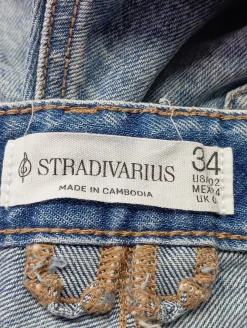 STRADIVARIUS
MADE IN CAMBODIA
34
US/02
MEX/24
UK 6